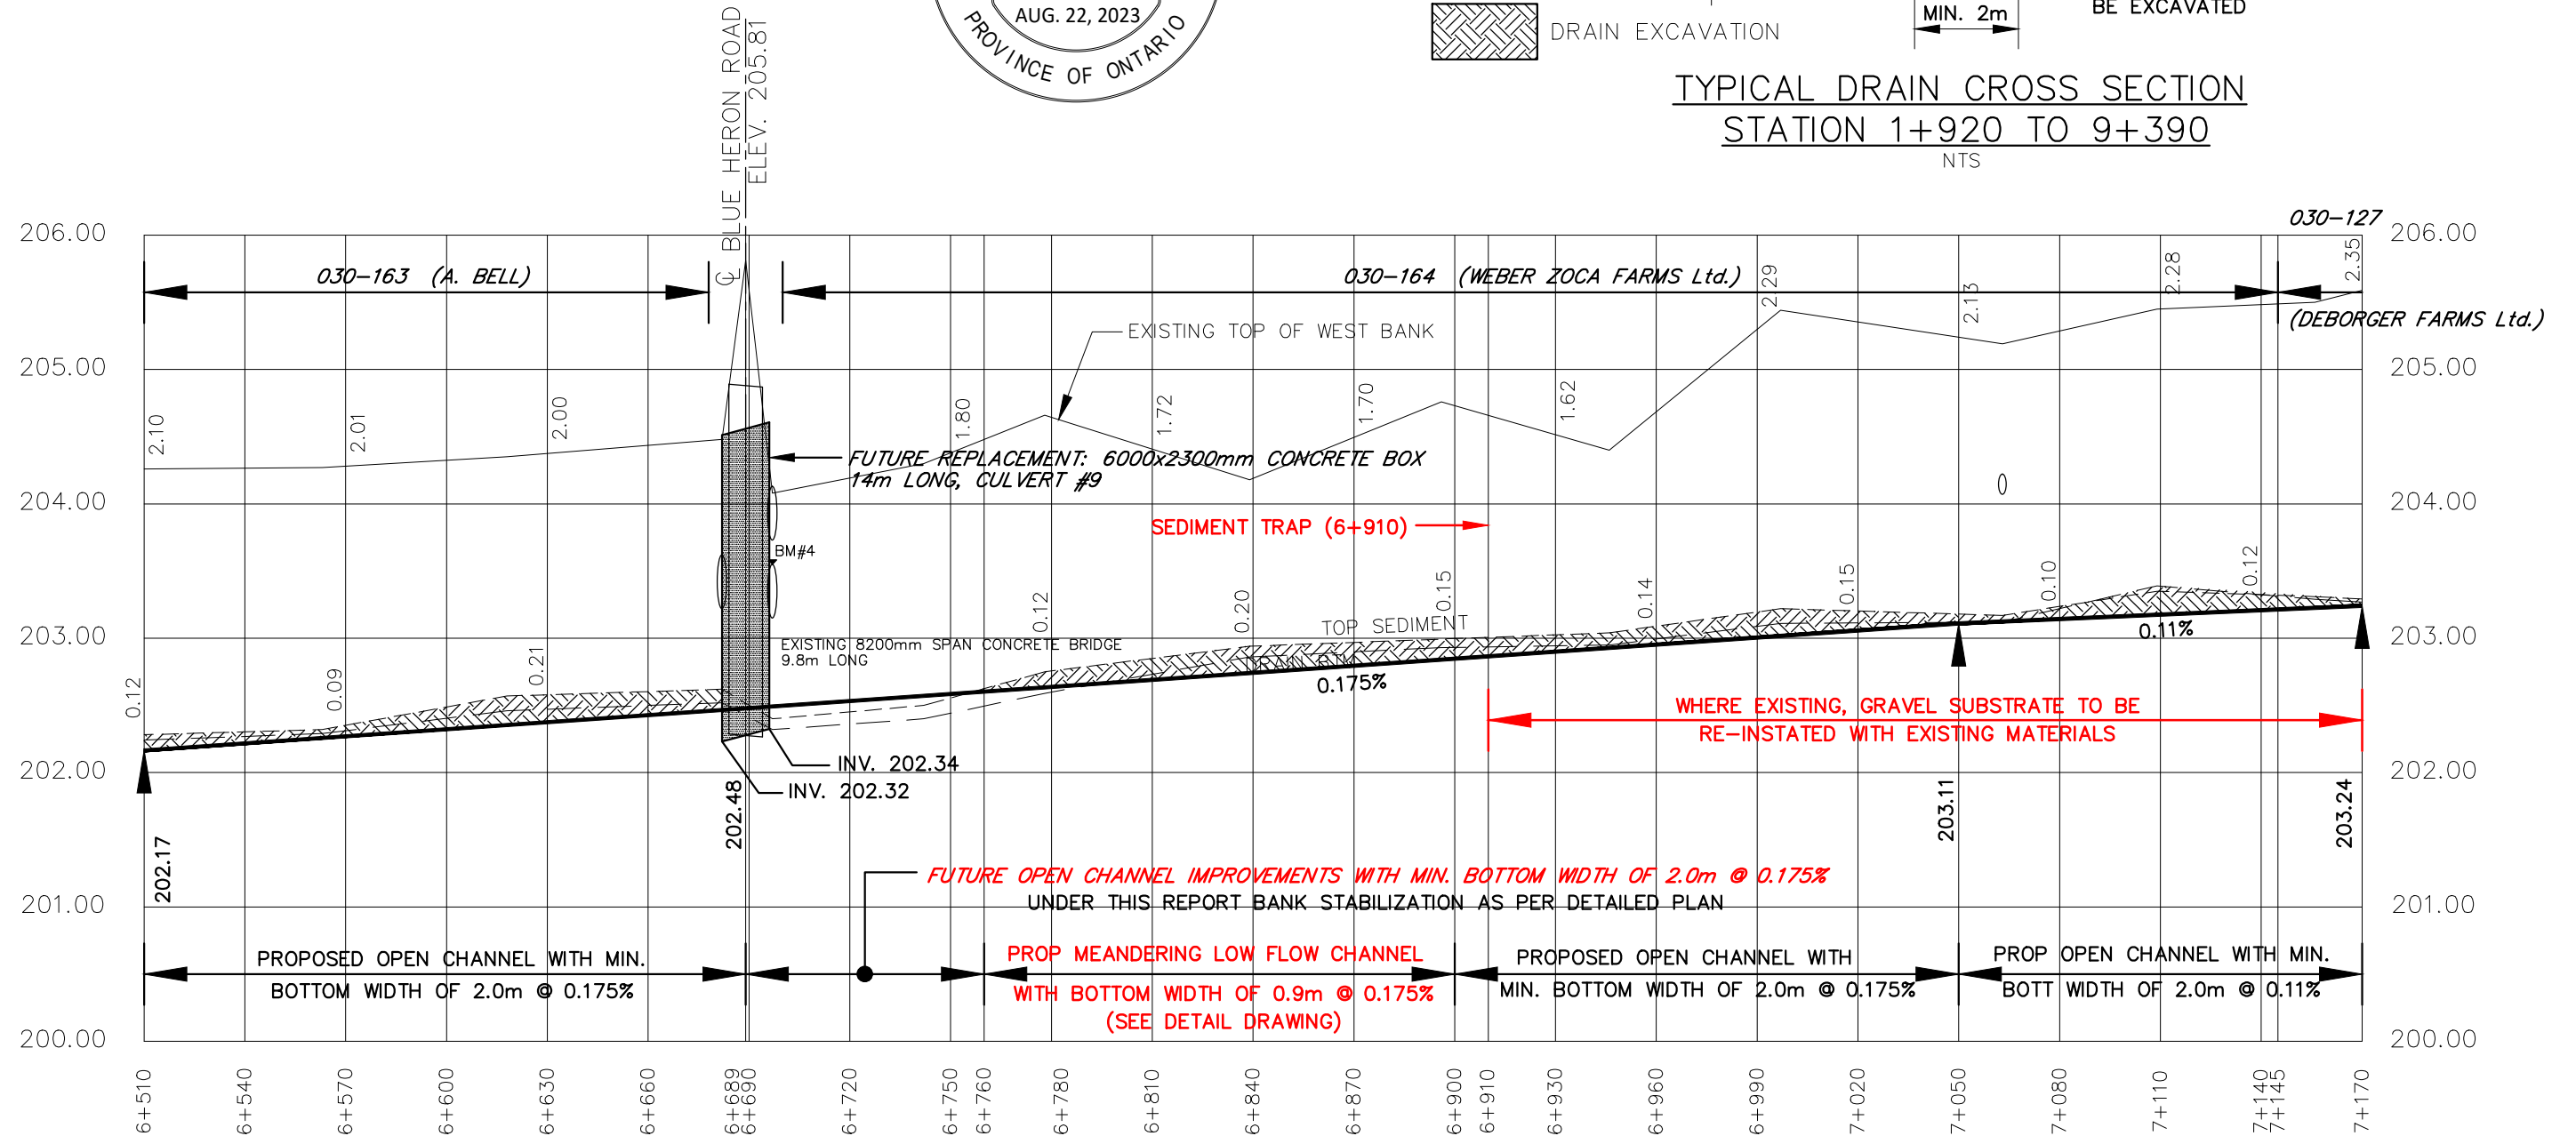 AUG. 22, 2023
PROVINCE OF ONTARIO
DRAIN EXCAVATION
MIN. 2m
BE EXCAVATED
TYPICAL DRAIN CROSS SECTION
STATION 1+920 TO 9+390
NTS
℄ BLUE HERON ROAD
ELEV. 205.81
206.00
205.00
204.00
203.00
202.00
201.00
200.00
030-163 (A. BELL)
030-164 (WEBER ZOCA FARMS Ltd.)
030-127
(DEBORGER FARMS Ltd.)
206.00
205.00
204.00
203.00
202.00
201.00
200.00
EXISTING TOP OF WEST BANK
2.10
2.01
2.00
1.80
1.72
1.70
1.62
2.29
2.13
2.28
2.35
FUTURE REPLACEMENT: 6000x2300mm CONCRETE BOX
14m LONG, CULVERT #9
SEDIMENT TRAP (6+910)
BM#4
EXISTING 8200mm SPAN CONCRETE BRIDGE
9.8m LONG
0.12
0.09
0.21
0.12
0.20
0.15
0.14
0.15
0.10
0.12
TOP SEDIMENT
DRAIN BTM
0.175%
0.11%
WHERE EXISTING, GRAVEL SUBSTRATE TO BE
RE-INSTATED WITH EXISTING MATERIALS
INV. 202.34
INV. 202.32
202.17
202.48
203.11
203.24
FUTURE OPEN CHANNEL IMPROVEMENTS WITH MIN. BOTTOM WIDTH OF 2.0m @ 0.175%
UNDER THIS REPORT BANK STABILIZATION AS PER DETAILED PLAN
PROPOSED OPEN CHANNEL WITH MIN.
BOTTOM WIDTH OF 2.0m @ 0.175%
PROP MEANDERING LOW FLOW CHANNEL
WITH BOTTOM WIDTH OF 0.9m @ 0.175%
(SEE DETAIL DRAWING)
PROPOSED OPEN CHANNEL WITH
MIN. BOTTOM WIDTH OF 2.0m @ 0.175%
PROP OPEN CHANNEL WITH MIN.
BOTT WIDTH OF 2.0m @ 0.11%
6+510
6+540
6+570
6+600
6+630
6+660
6+689
6+690
6+720
6+750
6+760
6+780
6+810
6+840
6+870
6+900
6+910
6+930
6+960
6+990
7+020
7+050
7+080
7+110
7+140
7+145
7+170